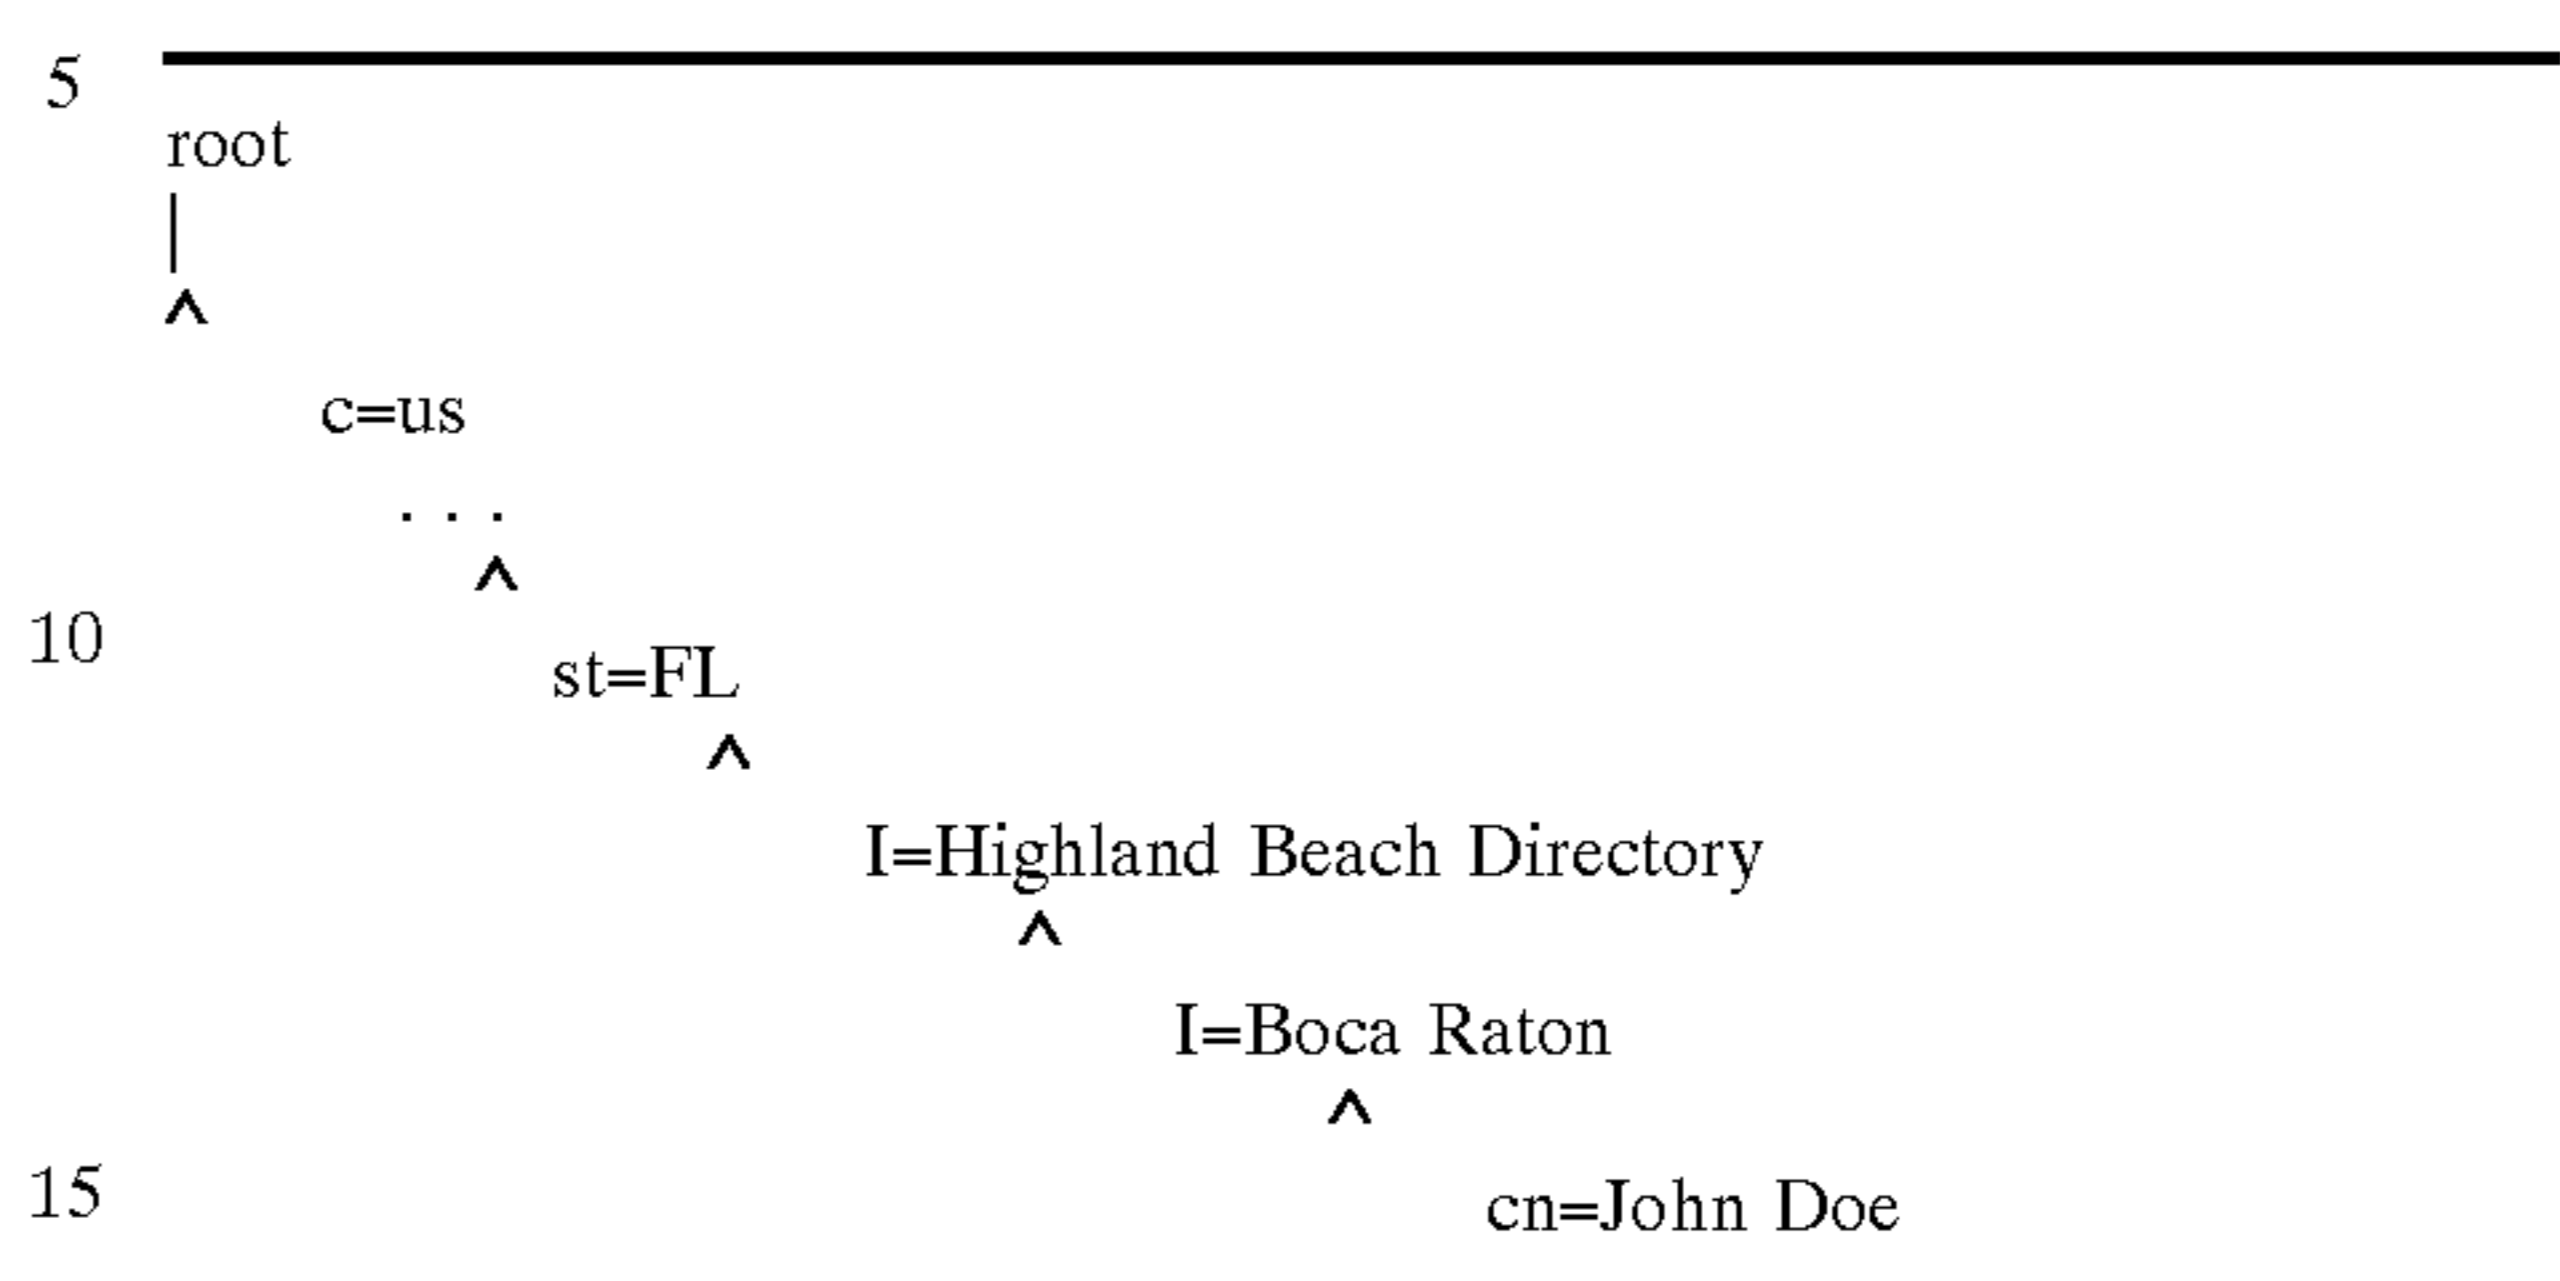 5
root
|
^
c=us
. . .
^
10
st=FL
^
I=Highland Beach Directory
^
I=Boca Raton
^
15
cn=John Doe